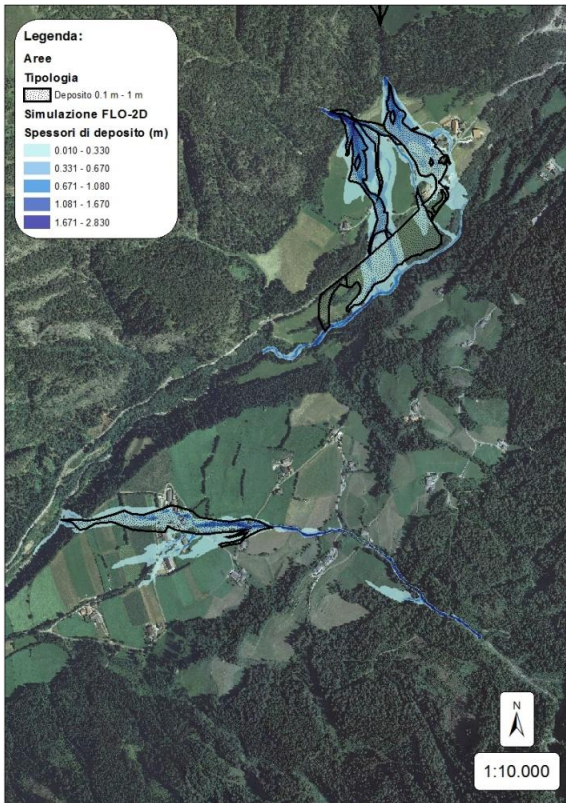 Legenda:
Aree
Tipologia
Deposito 0.1 m - 1 m
Simulazione FLO-2D
Spessori di deposito (m)
0.010 - 0.330
0.331 - 0.670
0.671 - 1.080
1.081 - 1.670
1.671 - 2.830
N
1:10.000